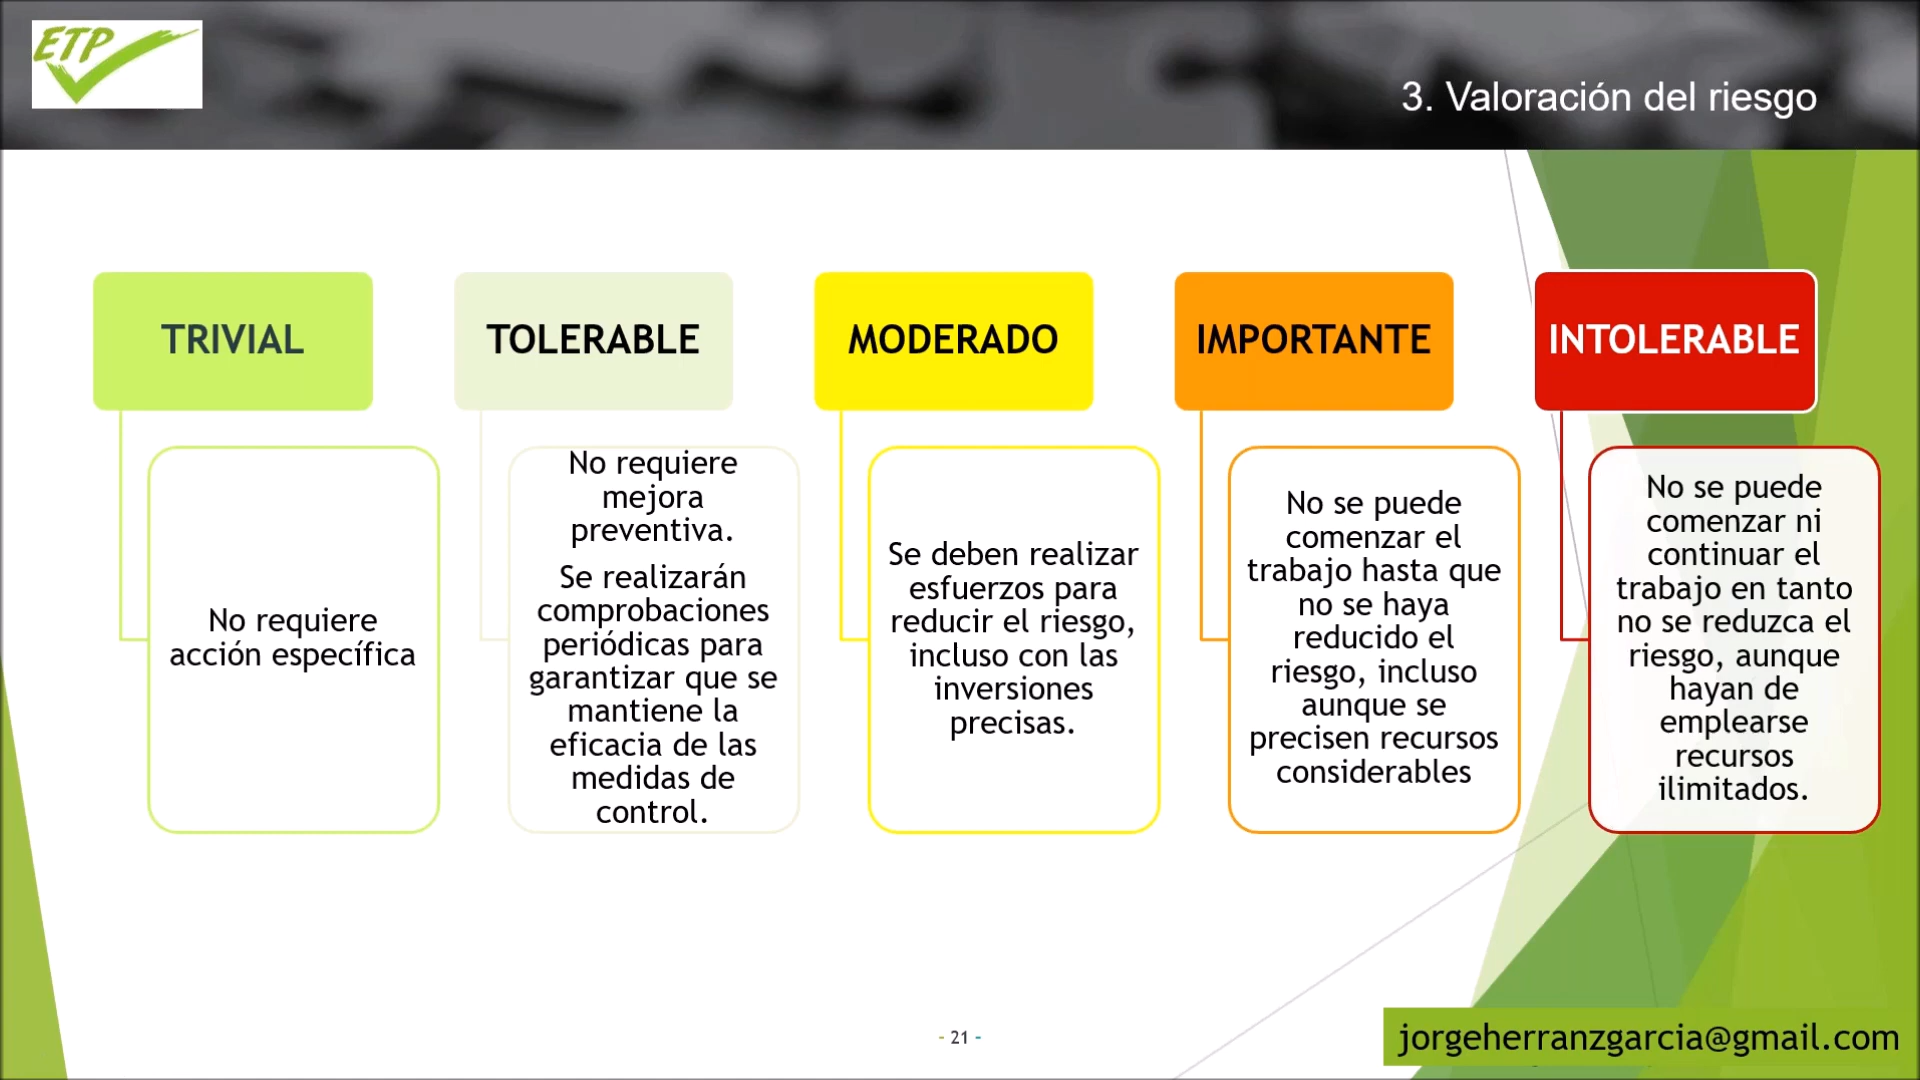 ETP
3. Valoración del riesgo
TRIVIAL
No requiere
acción específica
TOLERABLE
No requiere
mejora
preventiva.
Se realizarán
comprobaciones
periódicas para
garantizar que se
mantiene la
eficacia de las
medidas de
control.
MODERADO
Se deben realizar
esfuerzos para
reducir el riesgo,
incluso con las
inversiones
precisas.
IMPORTANTE
No se puede
comenzar el
trabajo hasta que
no se haya
reducido el
riesgo, incluso
aunque se
precisen recursos
considerables
INTOLERABLE
No se puede
comenzar ni
continuar el
trabajo en tanto
no se reduzca el
riesgo, aunque
hayan de
emplearse
recursos
ilimitados.
- 21 -
jorgeherranzgarcia@gmail.com